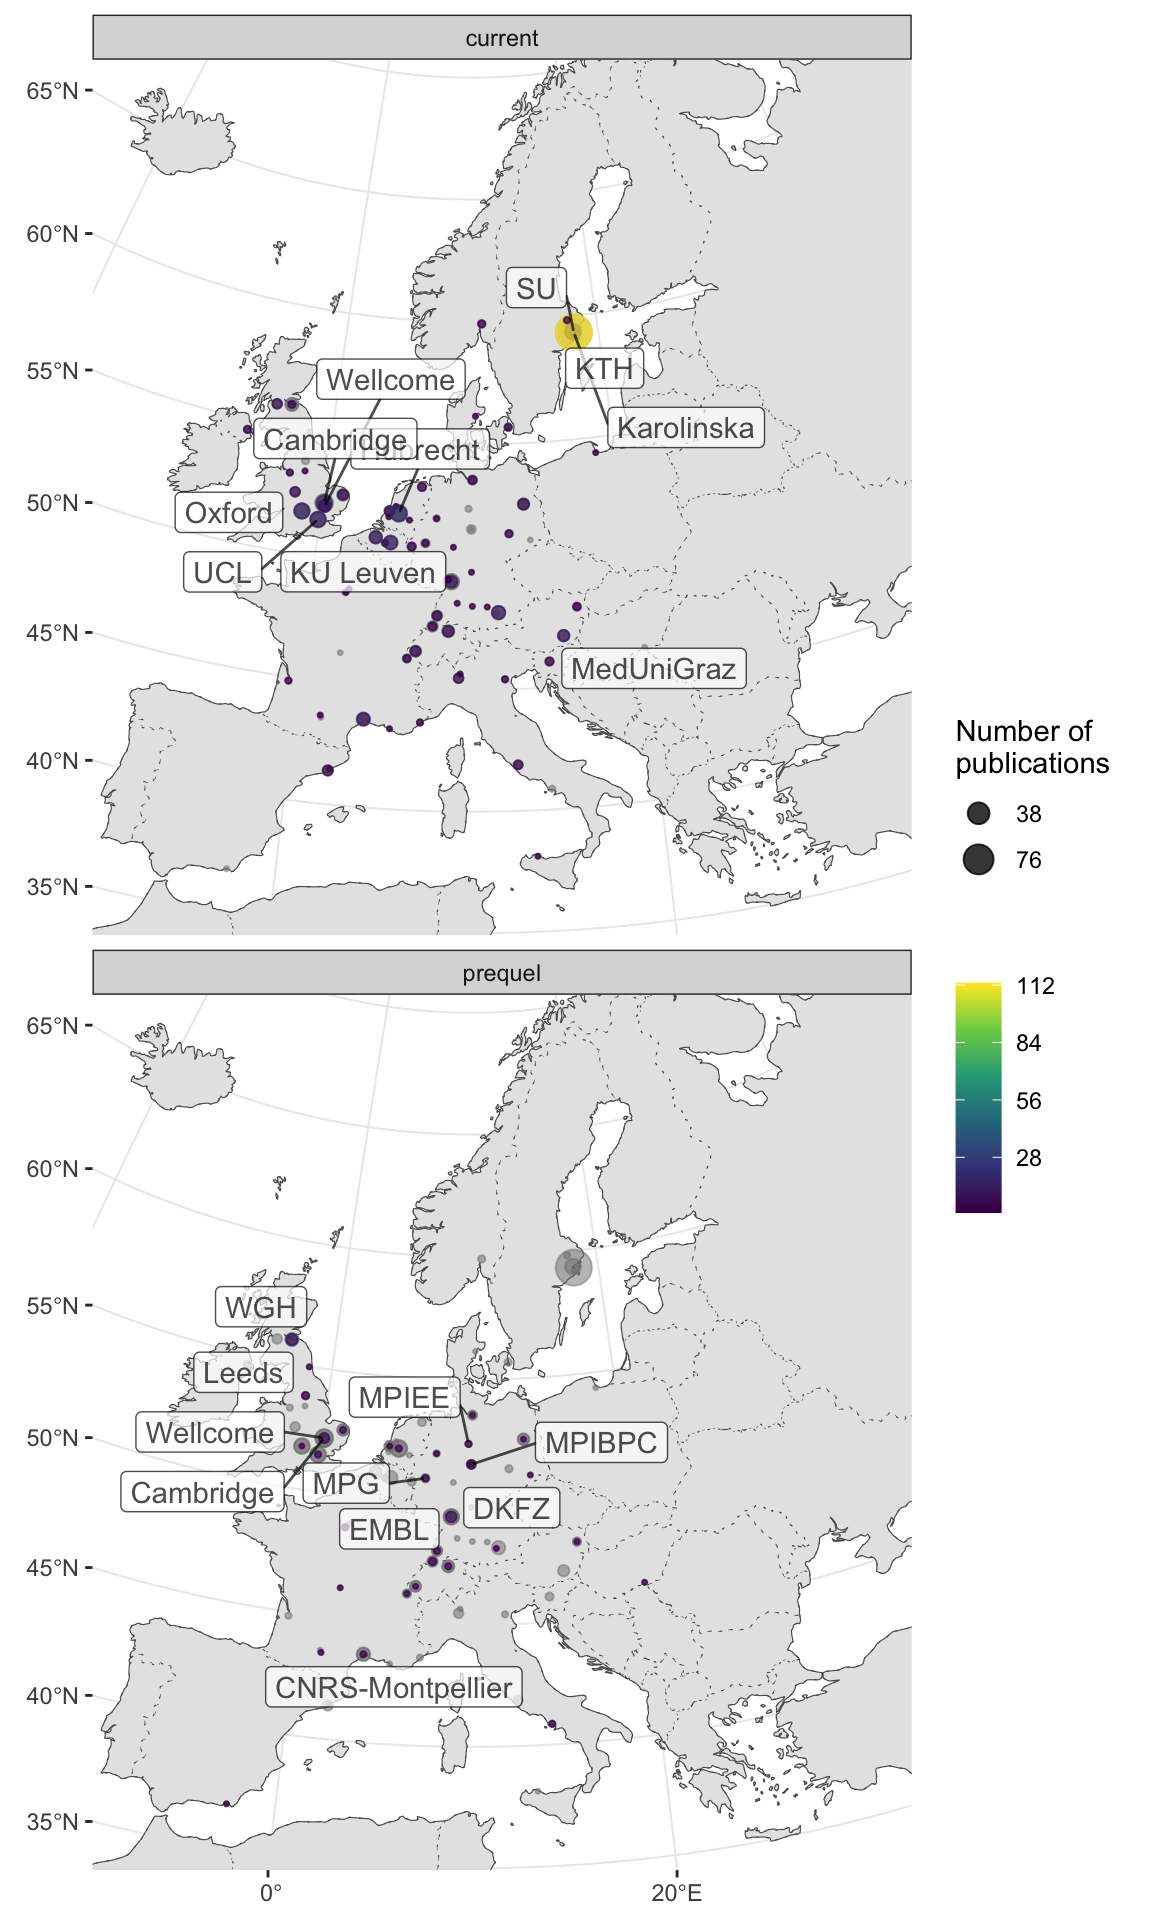 current
65°N
60°N
55°N
50°N
45°N
40°N
35°N
SU
KTH
Karolinska
Wellcome
Cambridge
Oxford
UCL
KU Leuven
MedUniGraz
Number of
publications
38
76
prequel
65°N
60°N
55°N
50°N
45°N
40°N
35°N
WGH
Leeds
MPIEE
Wellcome
MPIBPC
MPG
Cambridge
DKFZ
EMBL
CNRS-Montpellier
0°
20°E
112
84
56
28